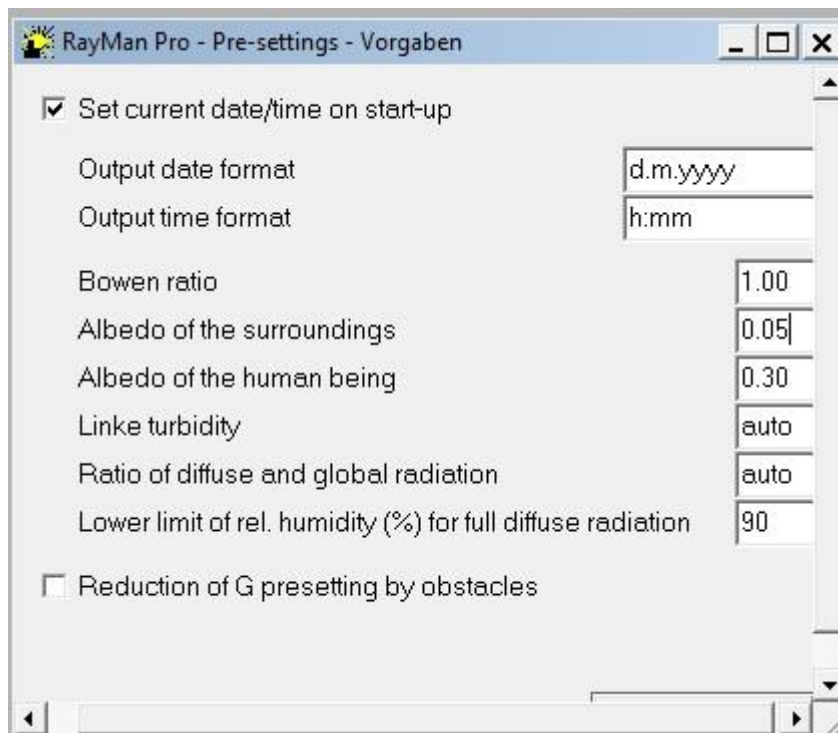 RayMan Pro - Pre-settings - Vorgaben
Set current date/time on start-up
Output date format d.m.yyyy
Output time format h:mm
Bowen ratio 1.00
Albedo of the surroundings 0.05
Albedo of the human being 0.30
Linke turbidity auto
Ratio of diffuse and global radiation auto
Lower limit of rel. humidity (%) for full diffuse radiation 90
Reduction of G presetting by obstacles